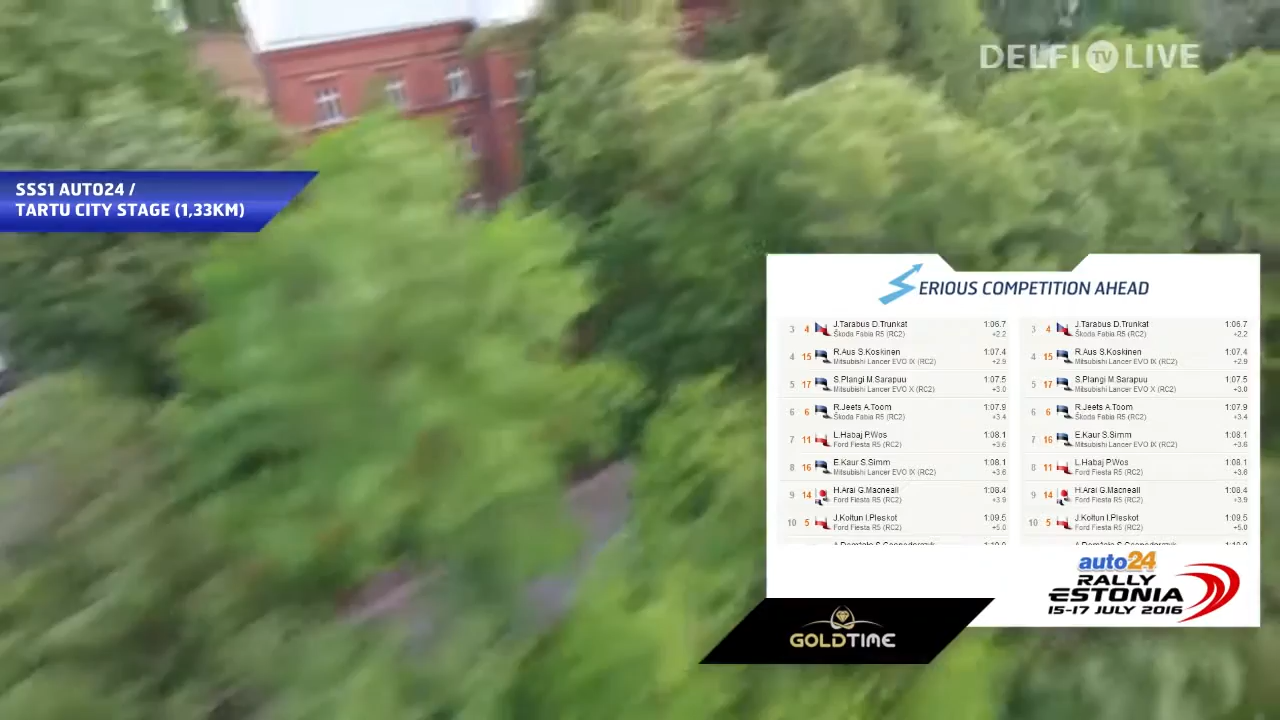 DELFI TV LIVE
SSS1 AUTO24 /
TARTU CITY STAGE (1,33KM)
SERIOUS COMPETITION AHEAD
3 4 J.Tarabus D.Trunkat 1:06.7
Škoda Fabia R5 (RC2) +2.2
4 15 R.Aus S.Koskinen 1:07.4
Mitsubishi Lancer EVO IX (RC2) +2.9
5 17 S.Plangi M.Sarapuu 1:07.5
Mitsubishi Lancer EVO X (RC2) +3.0
6 6 R.Jeets A.Toom 1:07.9
Škoda Fabia R5 (RC2) +3.4
7 11 L.Habaj P.Wos 1:08.1
Ford Fiesta R5 (RC2) +3.6
8 16 E.Kaur S.Simm 1:08.1
Mitsubishi Lancer EVO IX (RC2) +3.6
9 14 H.Arai G.Macneall 1:08.4
Ford Fiesta R5 (RC2) +3.9
10 5 J.Kołtun I.Pleskot 1:09.5
Ford Fiesta R5 (RC2) +5.0
3 4 J.Tarabus D.Trunkat 1:06.7
Škoda Fabia R5 (RC2) +2.2
4 15 R.Aus S.Koskinen 1:07.4
Mitsubishi Lancer EVO IX (RC2) +2.9
5 17 S.Plangi M.Sarapuu 1:07.5
Mitsubishi Lancer EVO X (RC2) +3.0
6 6 R.Jeets A.Toom 1:07.9
Škoda Fabia R5 (RC2) +3.4
7 16 E.Kaur S.Simm 1:08.1
Mitsubishi Lancer EVO IX (RC2) +3.6
8 11 L.Habaj P.Wos 1:08.1
Ford Fiesta R5 (RC2) +3.6
9 14 H.Arai G.Macneall 1:08.4
Ford Fiesta R5 (RC2) +3.9
10 5 J.Kołtun I.Pleskot 1:09.5
Ford Fiesta R5 (RC2) +5.0
auto24
RALLY
ESTONIA
15-17 JULY 2016
GOLDTIME